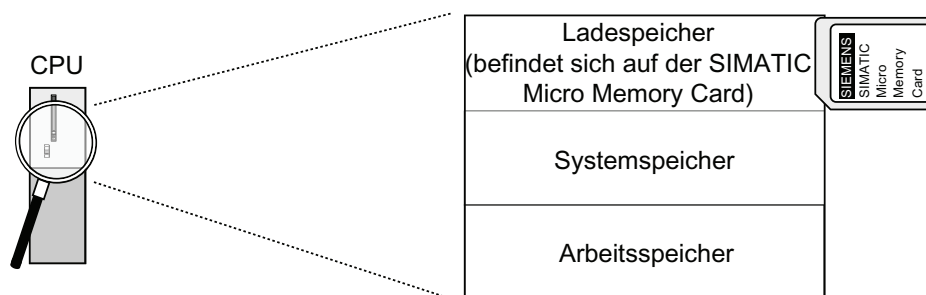 CPU
Ladespeicher
(befindet sich auf der SIMATIC
Micro Memory Card)
SIEMENS
SIMATIC
Micro
Memory
Card
Systemspeicher
Arbeitsspeicher